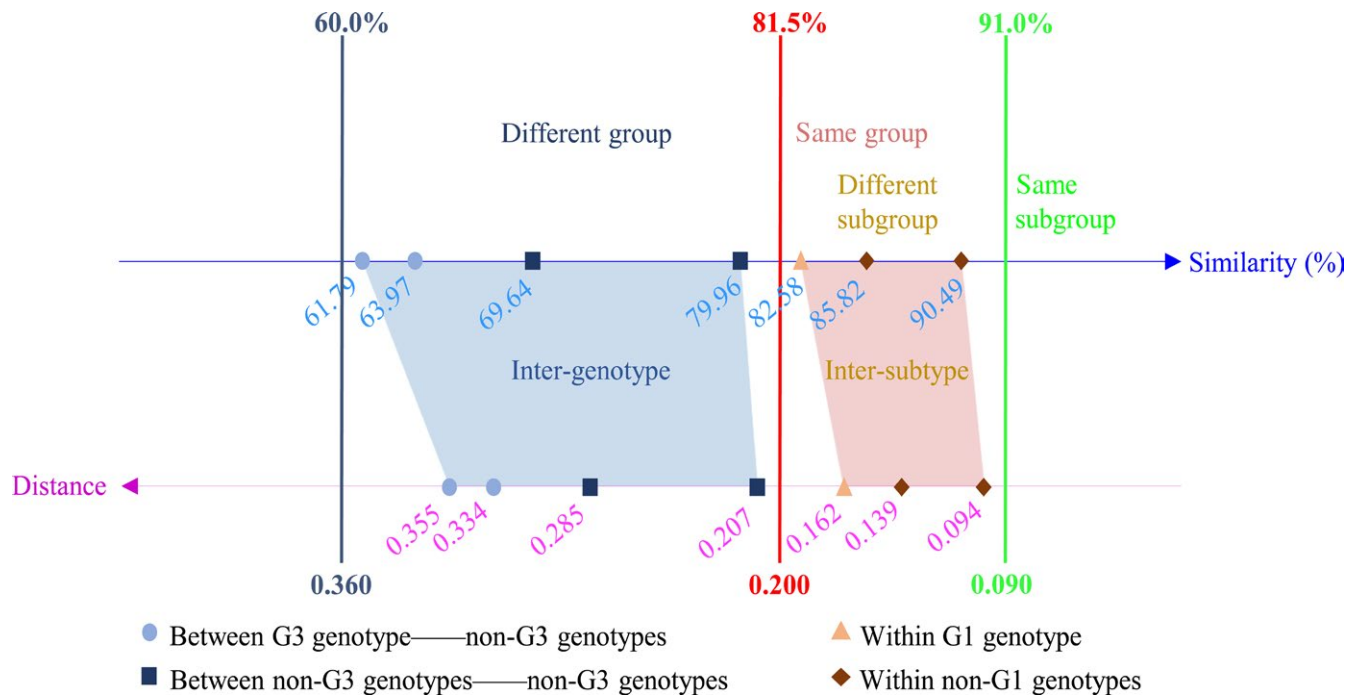 60.0%
81.5%
91.0%
Different group
Same group
Different
subgroup
Same
subgroup
Similarity (%)
61.79
63.97
69.64
79.96
82.58
85.82
90.49
Inter-genotype
Inter-subtype
Distance
0.355
0.334
0.285
0.207
0.162
0.139
0.094
0.360
0.200
0.090
Between G3 genotype——non-G3 genotypes
Within G1 genotype
Between non-G3 genotypes——non-G3 genotypes
Within non-G1 genotypes